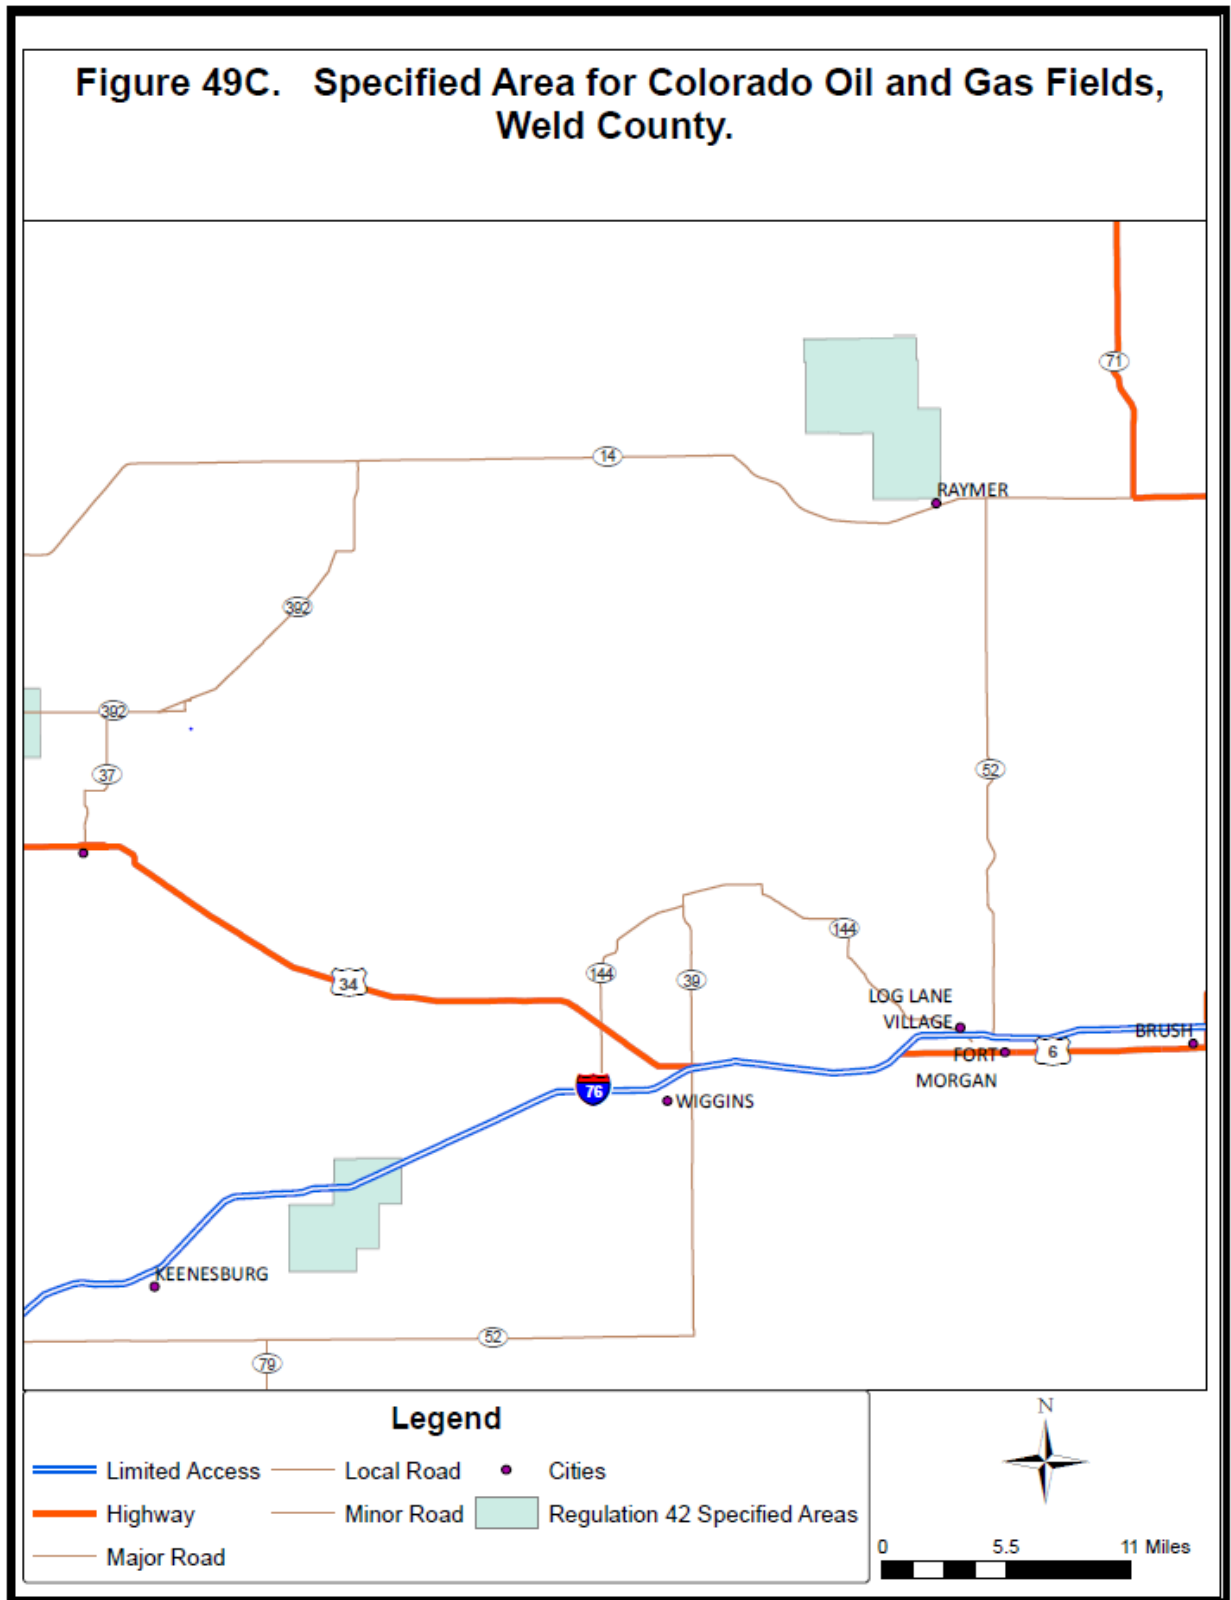 Figure 49C. Specified Area for Colorado Oil and Gas Fields,
Weld County.
71
14
RAYMER
392
392
37
52
144
144
34
39
LOG LANE
VILLAGE
BRUSH
6
FORT
MORGAN
76
WIGGINS
KEENESBURG
52
79
Legend
Limited Access
Local Road
Cities
Highway
Minor Road
Regulation 42 Specified Areas
Major Road
N
0 5.5 11 Miles